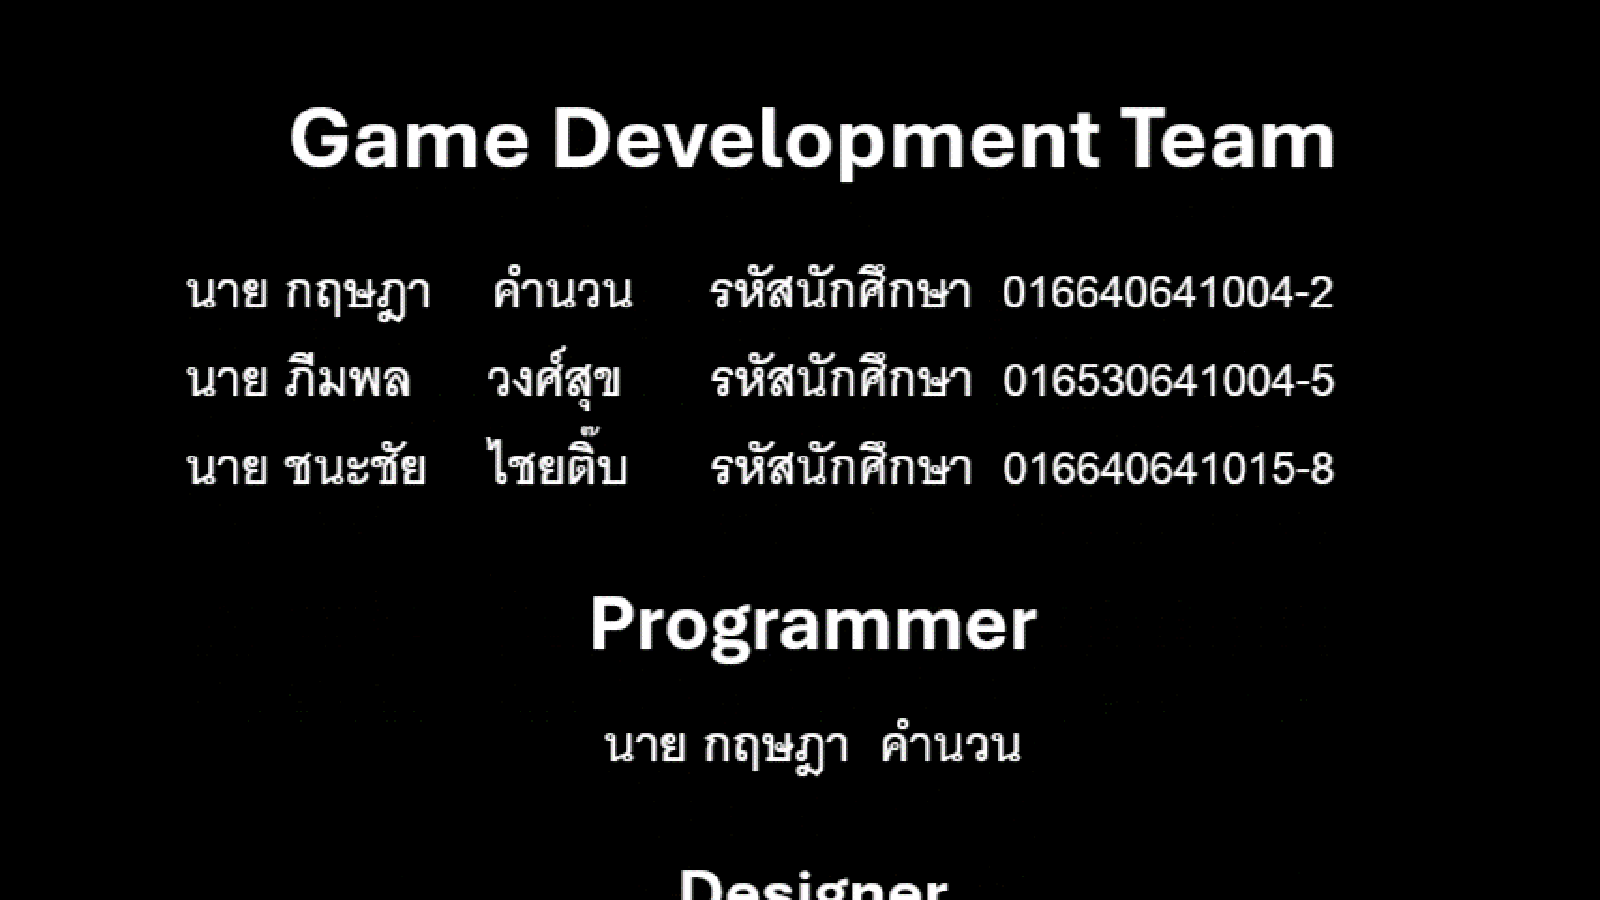 Game Development Team
นาย กฤษฎา คำนวน รหัสนักศึกษา 016640641004-2
นาย ภีมพล วงศ์สุข รหัสนักศึกษา 016530641004-5
นาย ชนะชัย ไชยติ๊บ รหัสนักศึกษา 016640641015-8
Programmer
นาย กฤษฎา คำนวน
Designer